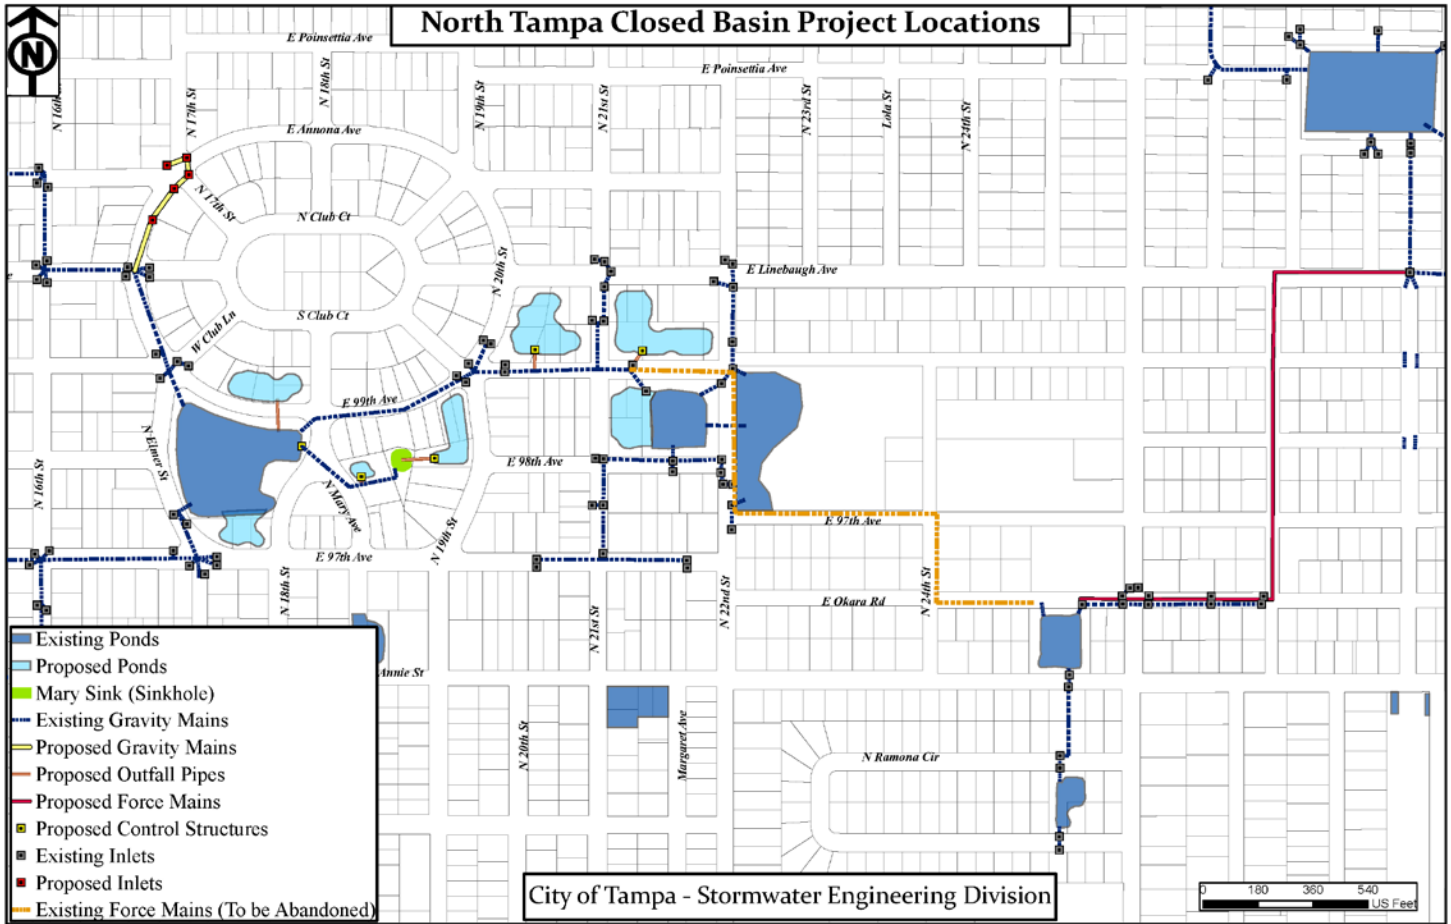 North Tampa Closed Basin Project Locations
N
E Poinsettia Ave
E Poinsettia Ave
N 16th
N 17th St
N 18th St
N 19th St
N 21st St
N 23rd St
Lola St
N 24th St
E Annona Ave
N 17th St
N Club Ct
N 20th St
E Linebaugh Ave
S Club Ct
W Club Ln
E 99th Ave
N Elmer St
N 16th St
E 98th Ave
N Mary Ave
N 19th St
E 97th Ave
E 97th Ave
N 18th St
N 21st St
N 22nd St
E Okara Rd
N 24th St
Annie St
N 20th St
Margaret Ave
N Ramona Cir
Existing Ponds
Proposed Ponds
Mary Sink (Sinkhole)
Existing Gravity Mains
Proposed Gravity Mains
Proposed Outfall Pipes
Proposed Force Mains
Proposed Control Structures
Existing Inlets
Proposed Inlets
Existing Force Mains (To be Abandoned)
City of Tampa - Stormwater Engineering Division
0 180 360 540
US Feet